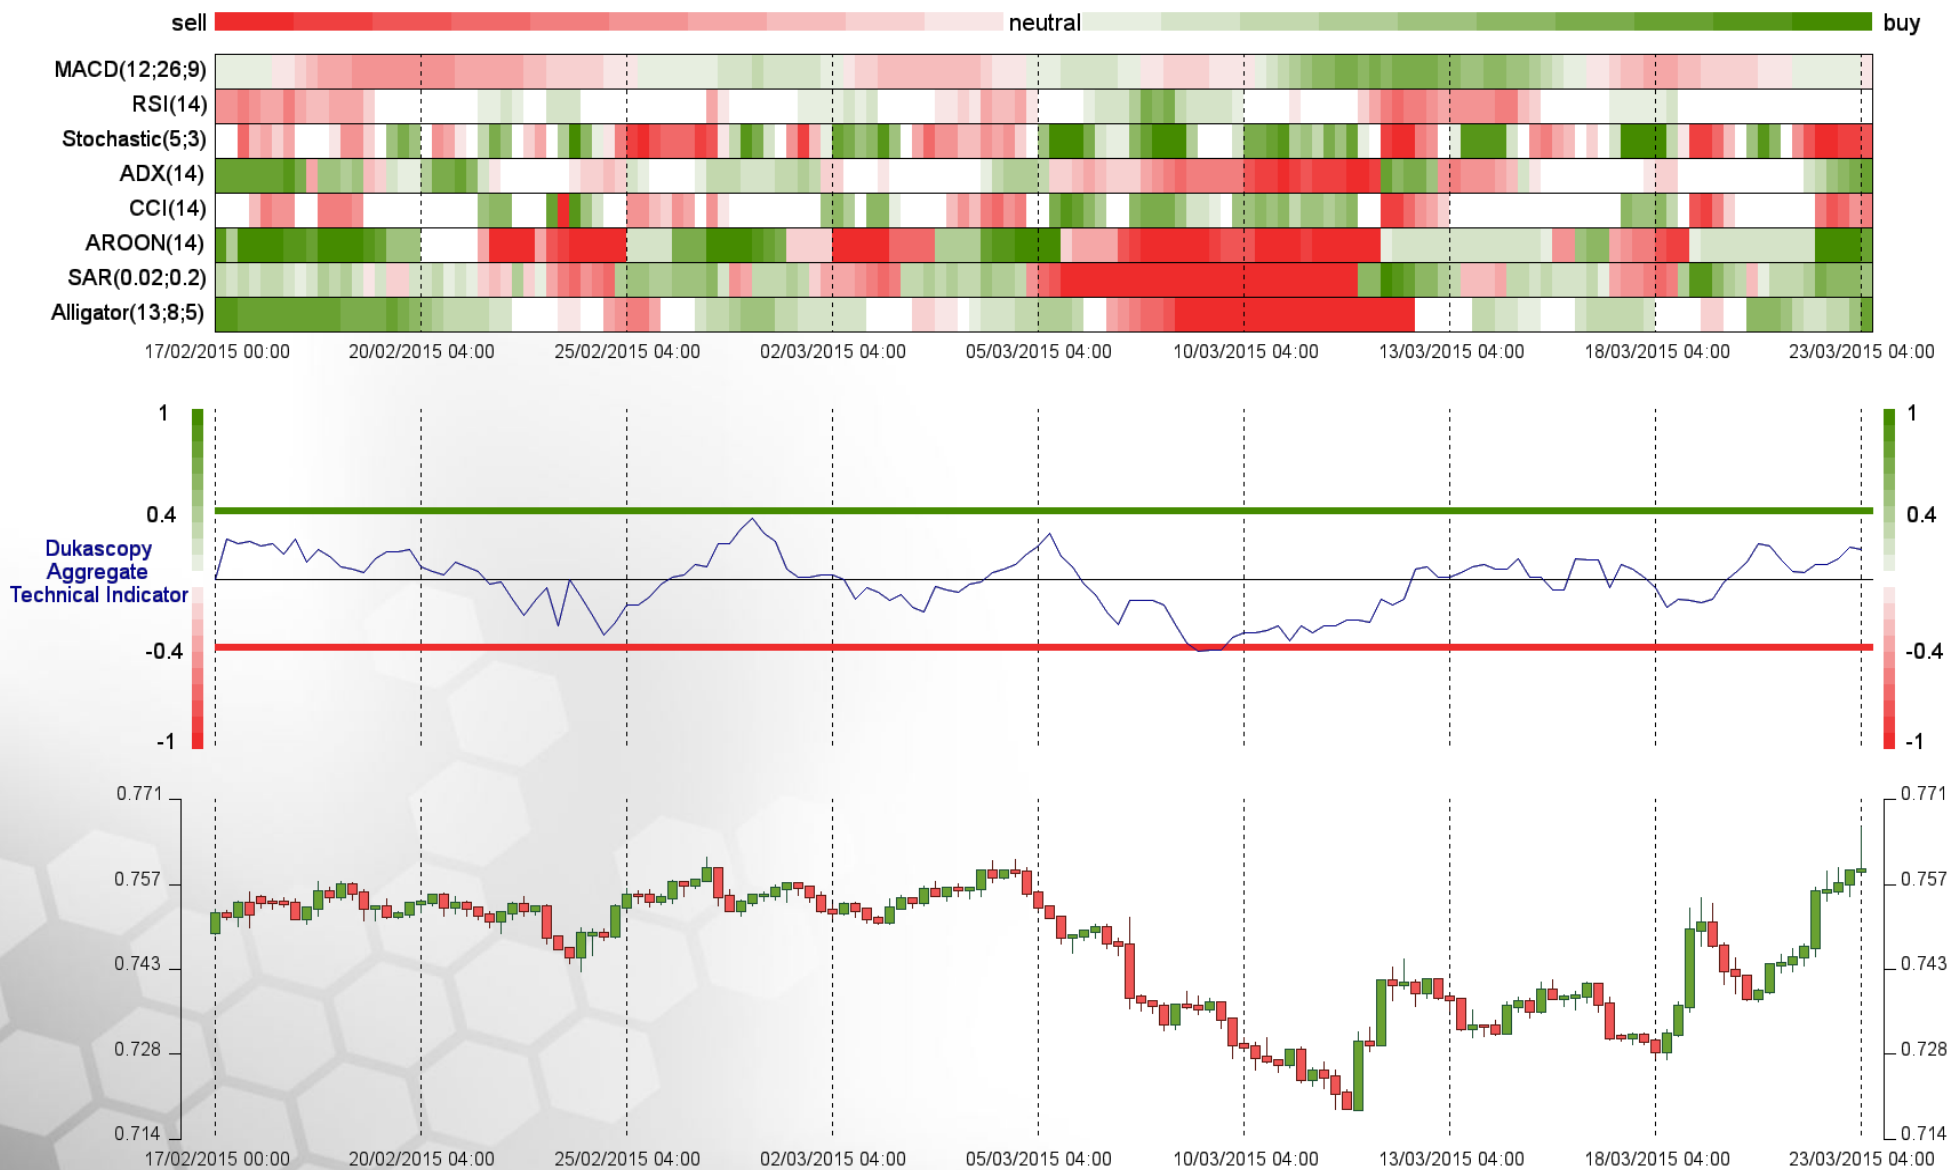 sell neutral buy
MACD(12;26;9)
RSI(14)
Stochastic(5;3)
ADX(14)
CCI(14)
AROON(14)
SAR(0.02;0.2)
Alligator(13;8;5)
17/02/2015 00:00 20/02/2015 04:00 25/02/2015 04:00 02/03/2015 04:00 05/03/2015 04:00 10/03/2015 04:00 13/03/2015 04:00 18/03/2015 04:00 23/03/2015 04:00
1 1
0.4 0.4
Dukascopy
Aggregate
Technical Indicator
-0.4 -0.4
-1 -1
0.771 0.771
0.757 0.757
0.743 0.743
0.728 0.728
0.714 0.714
17/02/2015 00:00 20/02/2015 04:00 25/02/2015 04:00 02/03/2015 04:00 05/03/2015 04:00 10/03/2015 04:00 13/03/2015 04:00 18/03/2015 04:00 23/03/2015 04:00